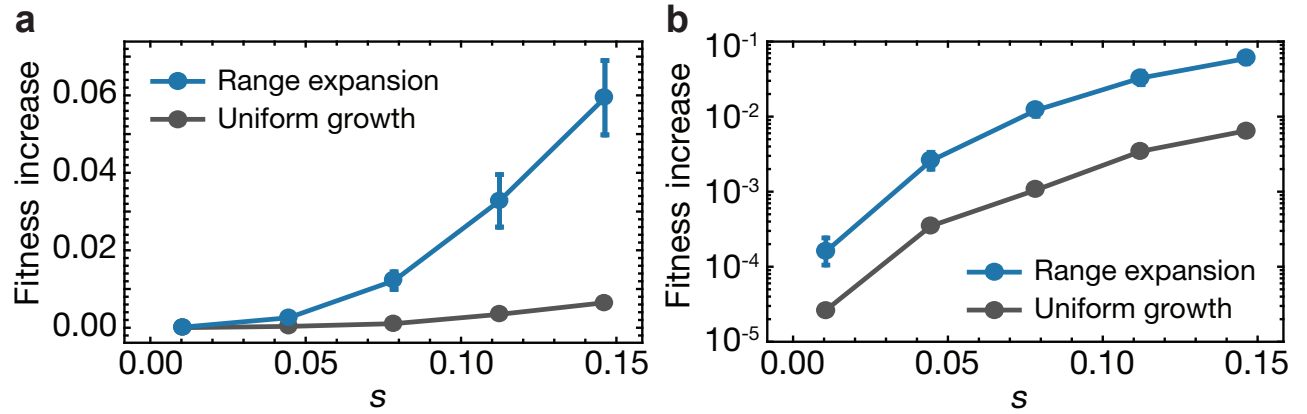 a
Fitness increase
0.06
0.04
0.02
0.00
Range expansion
Uniform growth
0.00 0.05 0.10 0.15
s
b
Fitness increase
10-1
10-2
10-3
10-4
10-5
Range expansion
Uniform growth
0.00 0.05 0.10 0.15
s